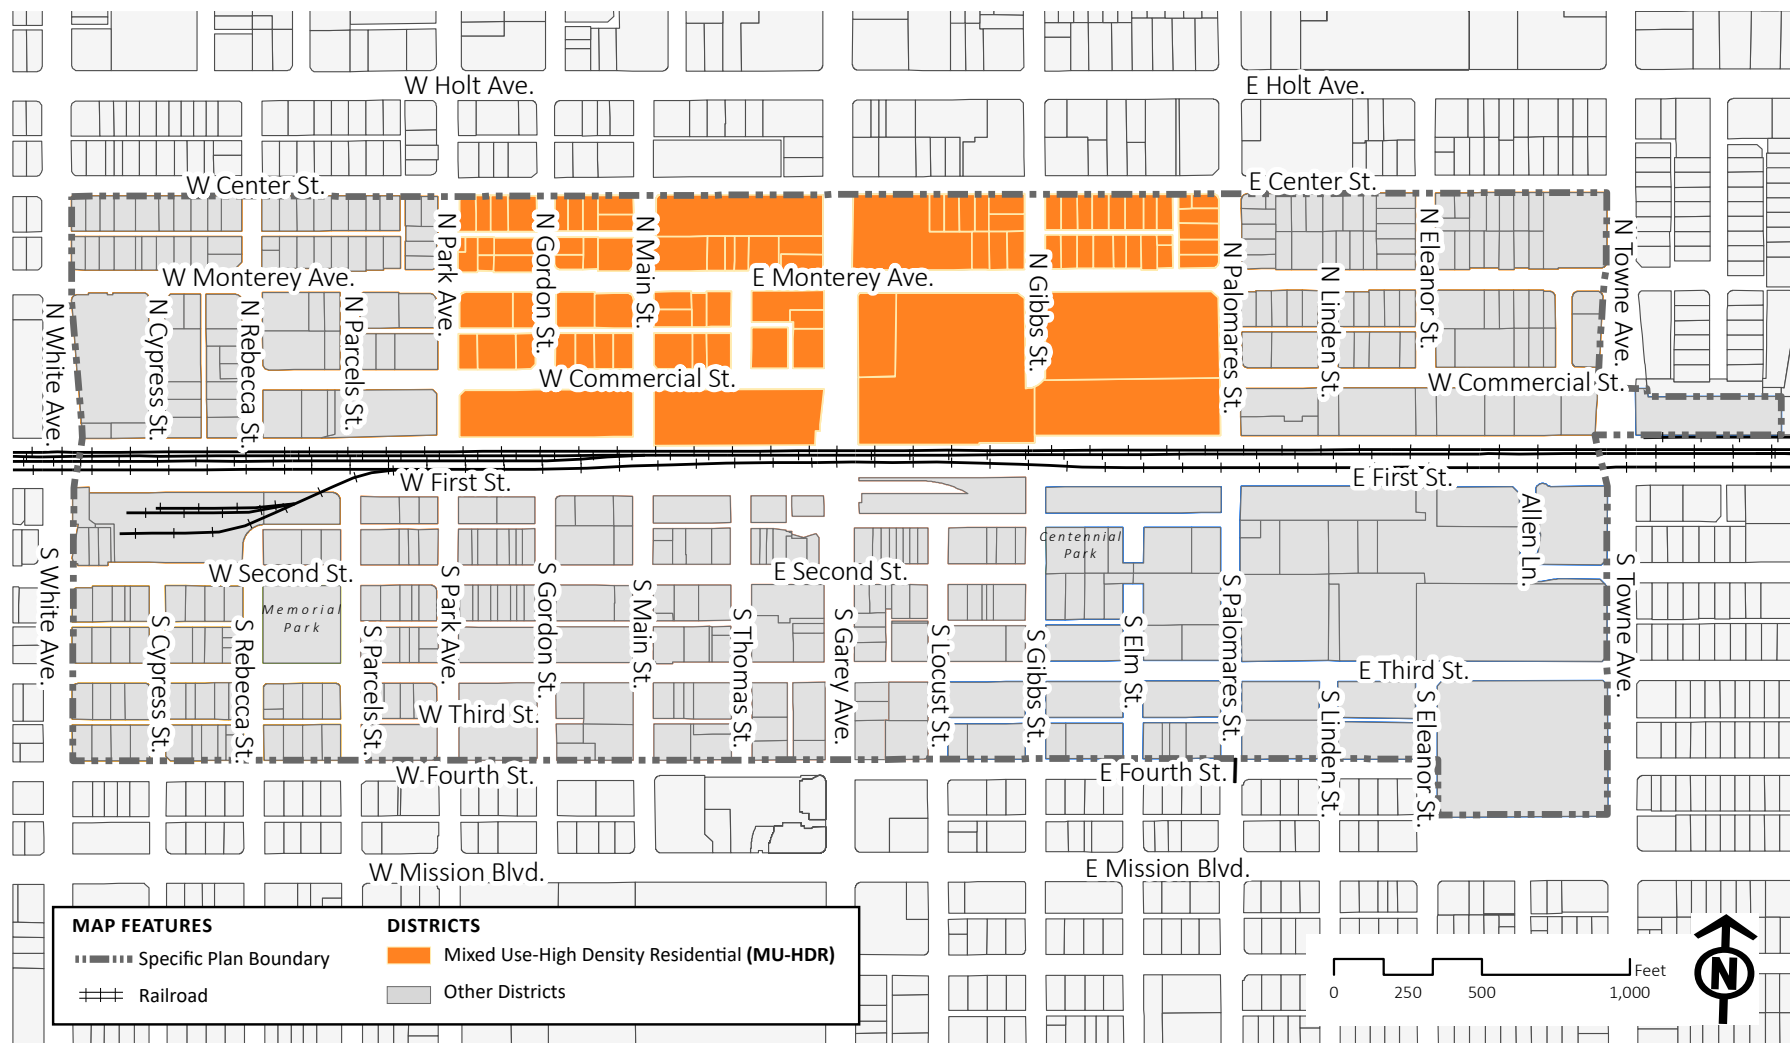 W Holt Ave.
E Holt Ave.
W Center St.
E Center St.
W Monterey Ave.
E Monterey Ave.
N White Ave.
N Cypress St.
N Rebecca St.
N Parcels St.
N Park Ave.
N Gordon St.
N Main St.
N Gibbs St.
N Palomares St.
N Linden St.
N Eleanor St.
N Towne Ave.
W Commercial St.
W Commercial St.
W First St.
E First St.
Allen Ln.
Centennial
Park
W Second St.
E Second St.
Memorial
Park
S White Ave.
S Cypress St.
S Rebecca St.
S Parcels St.
S Park Ave.
S Gordon St.
S Main St.
S Thomas St.
S Garey Ave.
S Locust St.
S Gibbs St.
S Elm St.
S Palomares St.
S Linden St.
S Eleanor St.
S Towne Ave.
E Third St.
W Third St.
W Fourth St.
E Fourth St.
W Mission Blvd.
E Mission Blvd.
MAP FEATURES
Specific Plan Boundary
Railroad
DISTRICTS
Mixed Use-High Density Residential (MU-HDR)
Other Districts
Feet
0 250 500 1,000
N